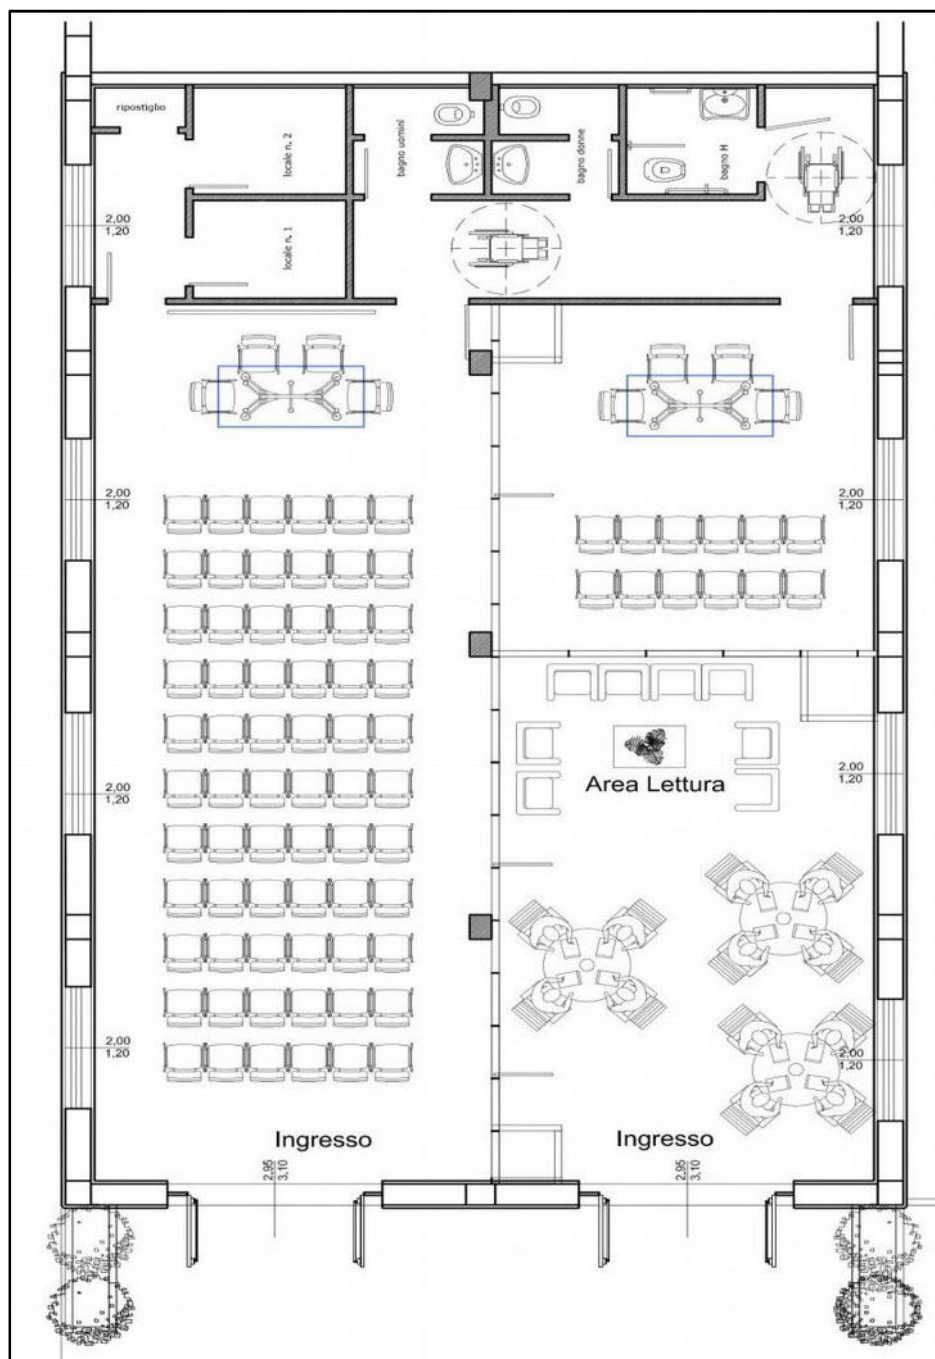 ripostiglio
locale n. 2
bagno uomini
bagno donne
bagno H
locale n. 1
2,00
1,20
2,00
1,20
2,00
1,20
2,00
1,20
2,00
1,20
2,00
1,20
Area Lettura
2,00
1,20
2,00
1,20
Ingresso
Ingresso
2,95
3,10
2,95
3,10